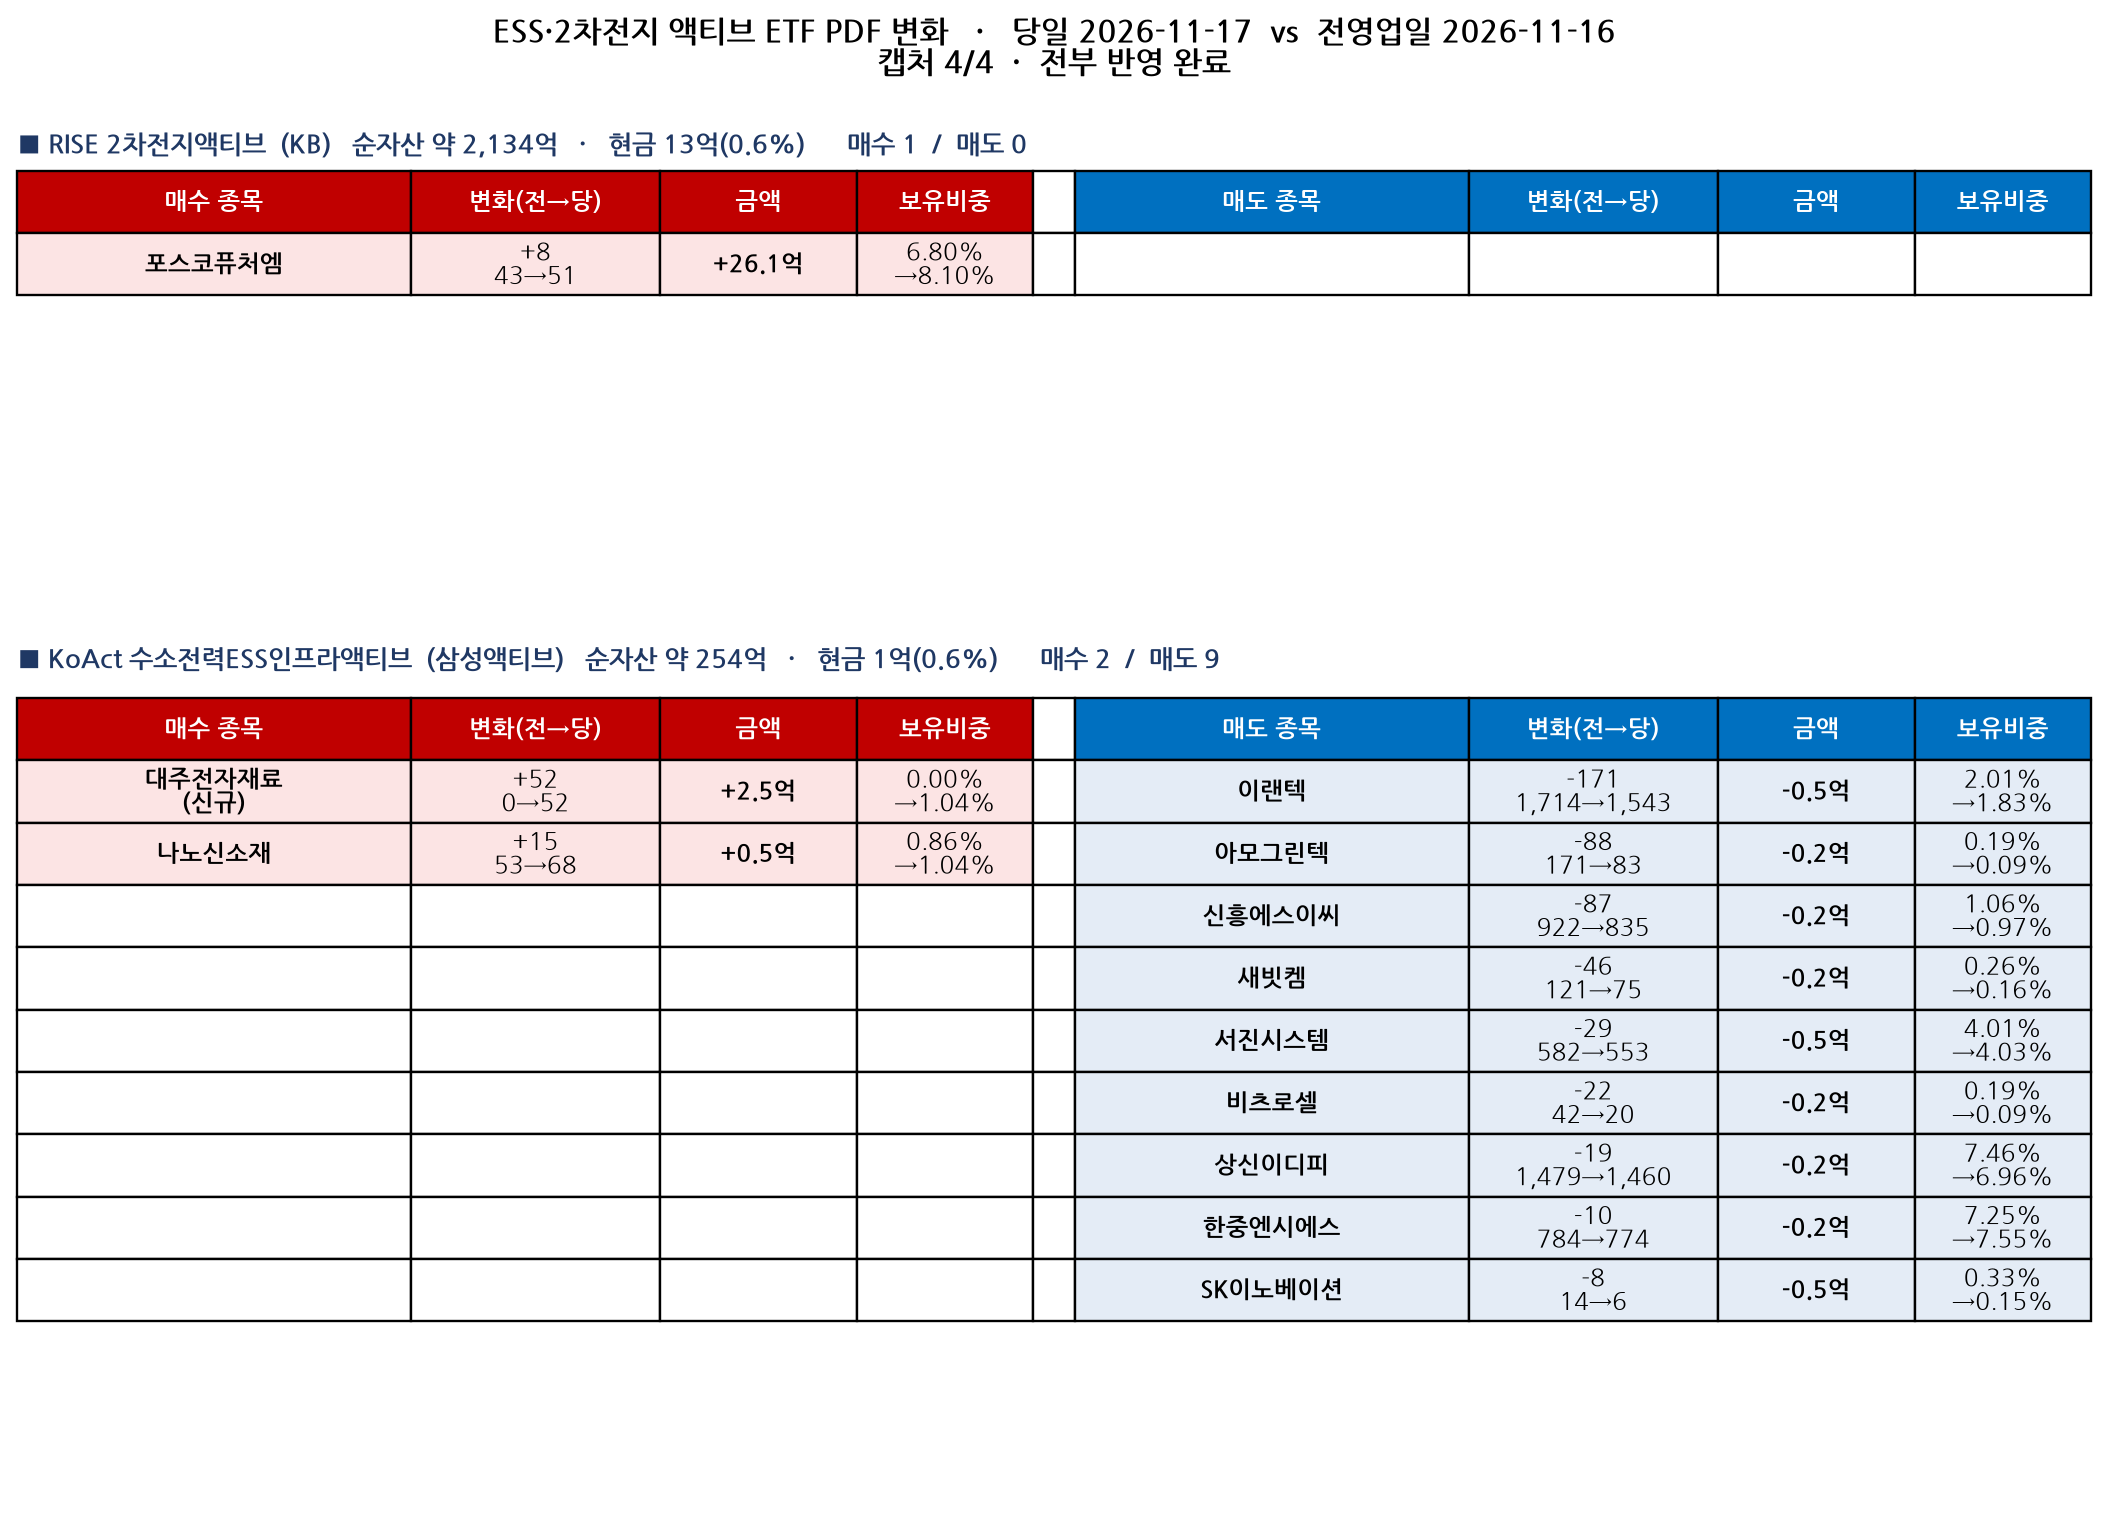 ESS·2차전지 액티브 ETF PDF 변화 · 당일 2026-11-17 vs 전영업일 2026-11-16
캡처 4/4 · 전부 반영 완료
■ RISE 2차전지액티브 (KB) 순자산 약 2,134억 · 현금 13억(0.6%) 매수 1 / 매도 0
매수 종목 변화(전→당) 금액 보유비중 매도 종목 변화(전→당) 금액 보유비중
포스코퓨처엠 +8 +26.1억 6.80%
43→51 →8.10%
■ KoAct 수소전력ESS인프라액티브 (삼성액티브) 순자산 약 254억 · 현금 1억(0.6%) 매수 2 / 매도 9
매수 종목 변화(전→당) 금액 보유비중 매도 종목 변화(전→당) 금액 보유비중
대주전자재료 +52 +2.5억 0.00% 이랜텍 -171 -0.5억 2.01%
(신규) 0→52 →1.04% 1,714→1,543 →1.83%
나노신소재 +15 +0.5억 0.86% 아모그린텍 -88 -0.2억 0.19%
53→68 →1.04% 171→83 →0.09%
신흥에스이씨 -87 -0.2억 1.06%
922→835 →0.97%
새빗켐 -46 -0.2억 0.26%
121→75 →0.16%
서진시스템 -29 -0.5억 4.01%
582→553 →4.03%
비츠로셀 -22 -0.2억 0.19%
42→20 →0.09%
상신이디피 -19 -0.2억 7.46%
1,479→1,460 →6.96%
한중엔시에스 -10 -0.2억 7.25%
784→774 →7.55%
SK이노베이션 -8 -0.5억 0.33%
14→6 →0.15%